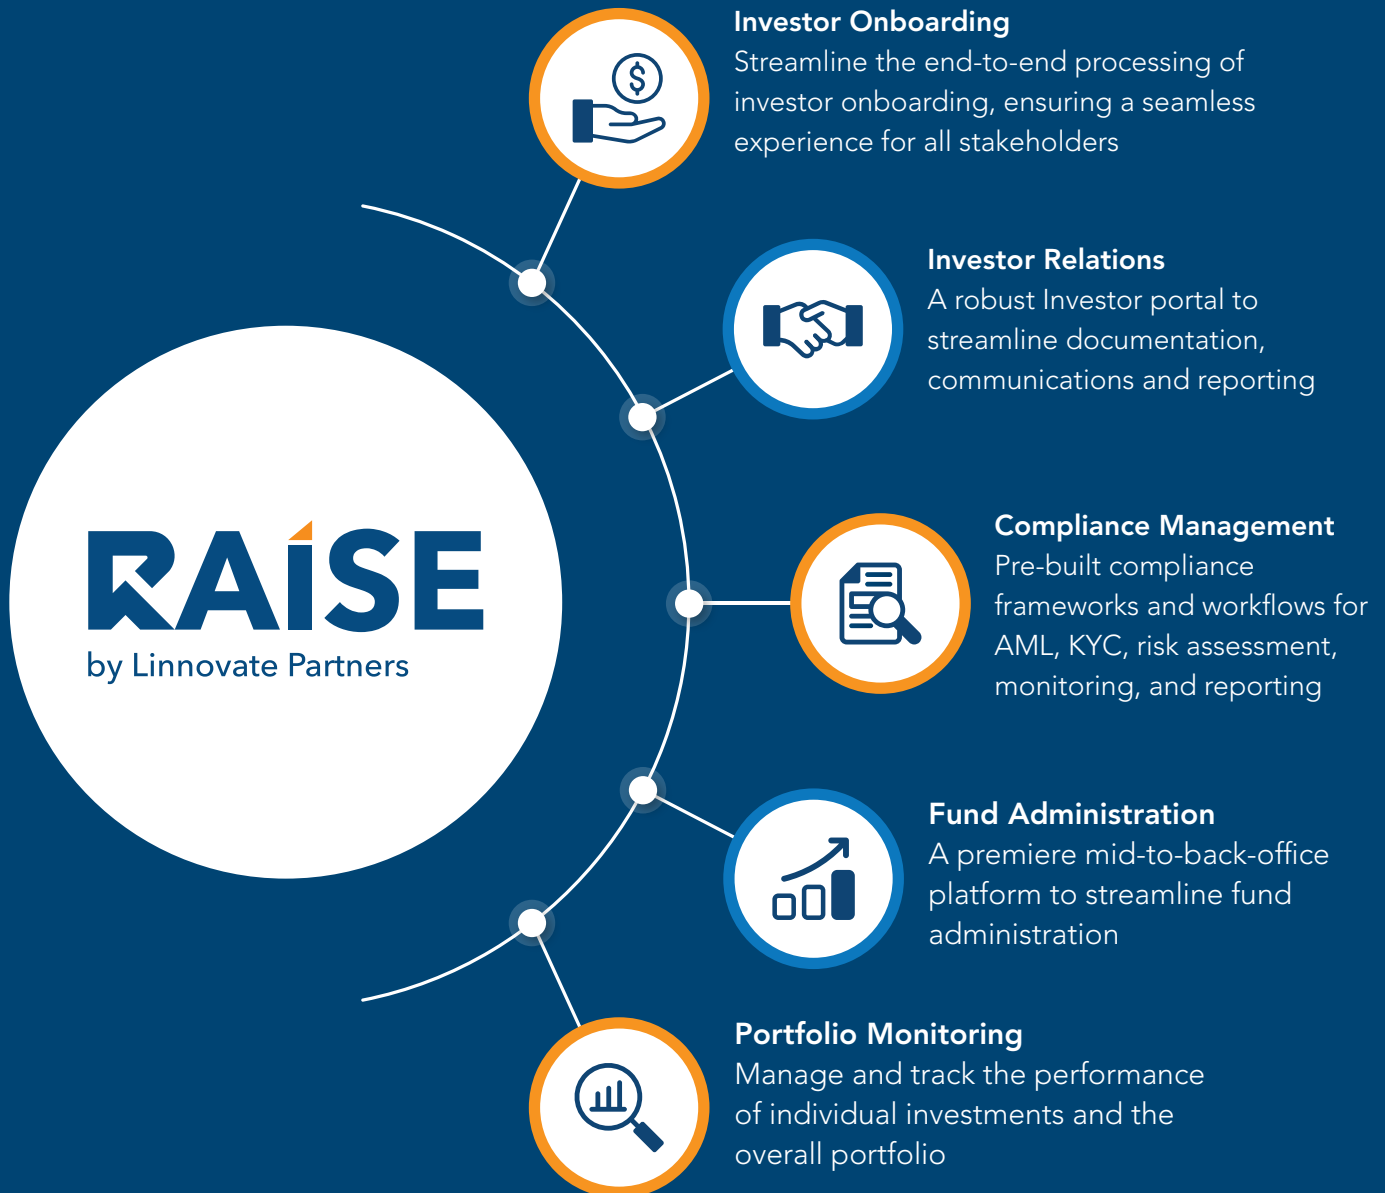 Investor Onboarding
Streamline the end-to-end processing of
investor onboarding, ensuring a seamless
experience for all stakeholders
Investor Relations
A robust Investor portal to
streamline documentation,
communications and reporting
RAISE
by Linnovate Partners
Compliance Management
Pre-built compliance
frameworks and workflows for
AML, KYC, risk assessment,
monitoring, and reporting
Fund Administration
A premiere mid-to-back-office
platform to streamline fund
administration
Portfolio Monitoring
Manage and track the performance
of individual investments and the
overall portfolio